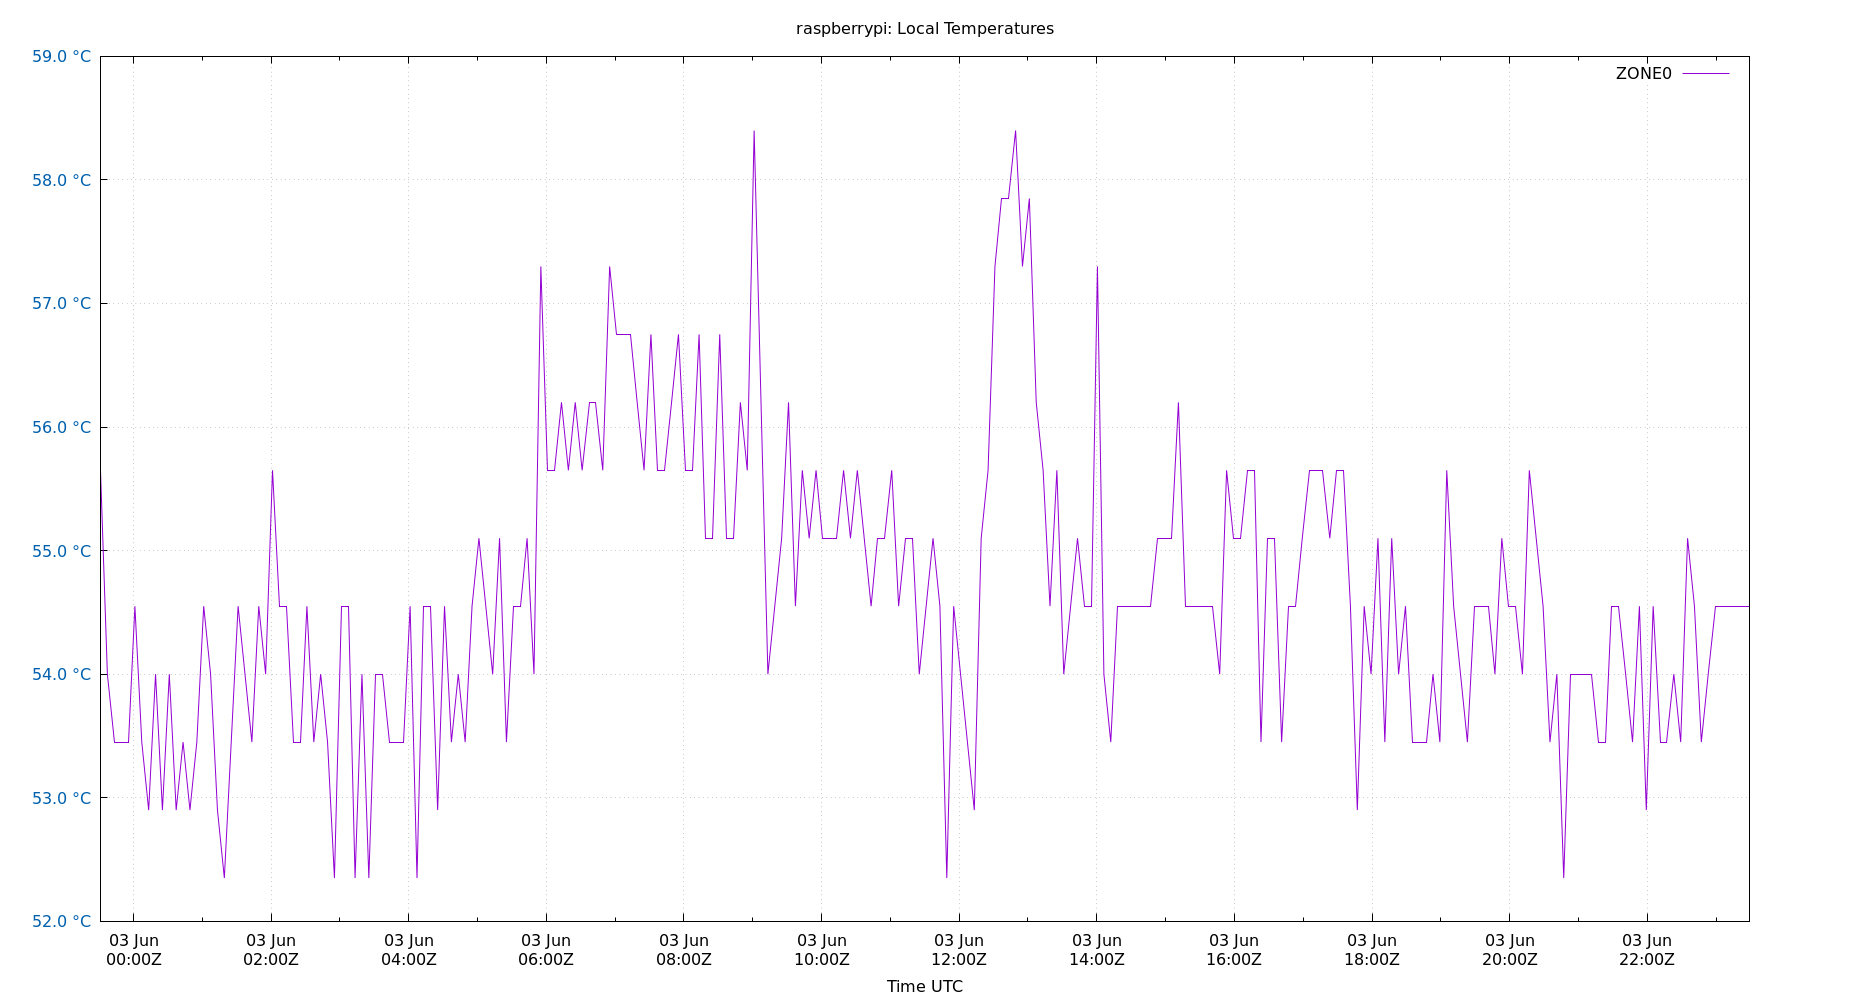 raspberrypi: Local Temperatures
59.0 °C
ZONE0
58.0 °C
57.0 °C
56.0 °C
55.0 °C
54.0 °C
53.0 °C
52.0 °C
03 Jun 03 Jun 03 Jun 03 Jun 03 Jun 03 Jun 03 Jun 03 Jun 03 Jun 03 Jun 03 Jun 03 Jun
00:00Z 02:00Z 04:00Z 06:00Z 08:00Z 10:00Z 12:00Z 14:00Z 16:00Z 18:00Z 20:00Z 22:00Z
Time UTC